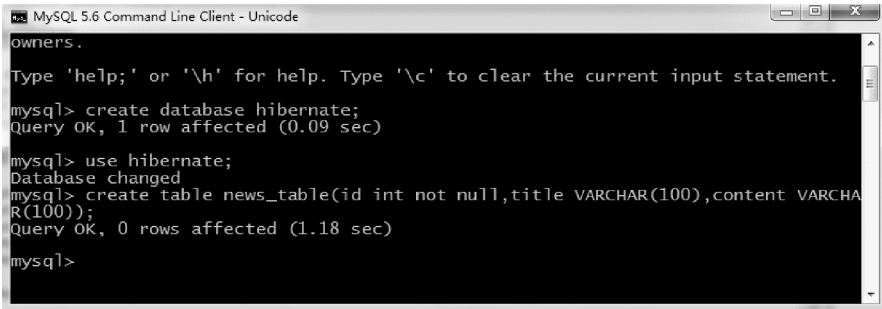 MySQL 5.6 Command Line Client - Unicode
owners.
Type 'help;' or '\h' for help. Type '\c' to clear the current input statement.
mysql> create database hibernate;
Query OK, 1 row affected (0.09 sec)
mysql> use hibernate;
Database changed
mysql> create table news_table(id int not null,title VARCHAR(100),content VARCHA
R(100));
Query OK, 0 rows affected (1.18 sec)
mysql>